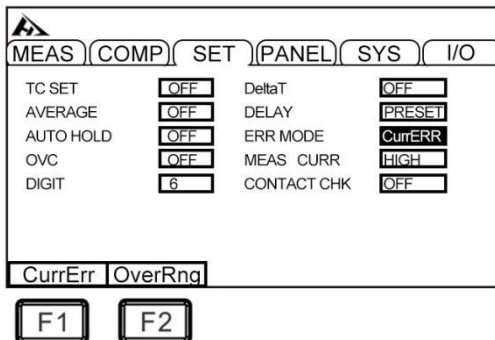 MEAS COMP SET PANEL SYS I/O
TC SET OFF DeltaT OFF
AVERAGE OFF DELAY PRESET
AUTO HOLD OFF ERR MODE CurrERR
OVC OFF MEAS CURR HIGH
DIGIT 6 CONTACT CHK OFF
CurrErr OverRng
F1 F2